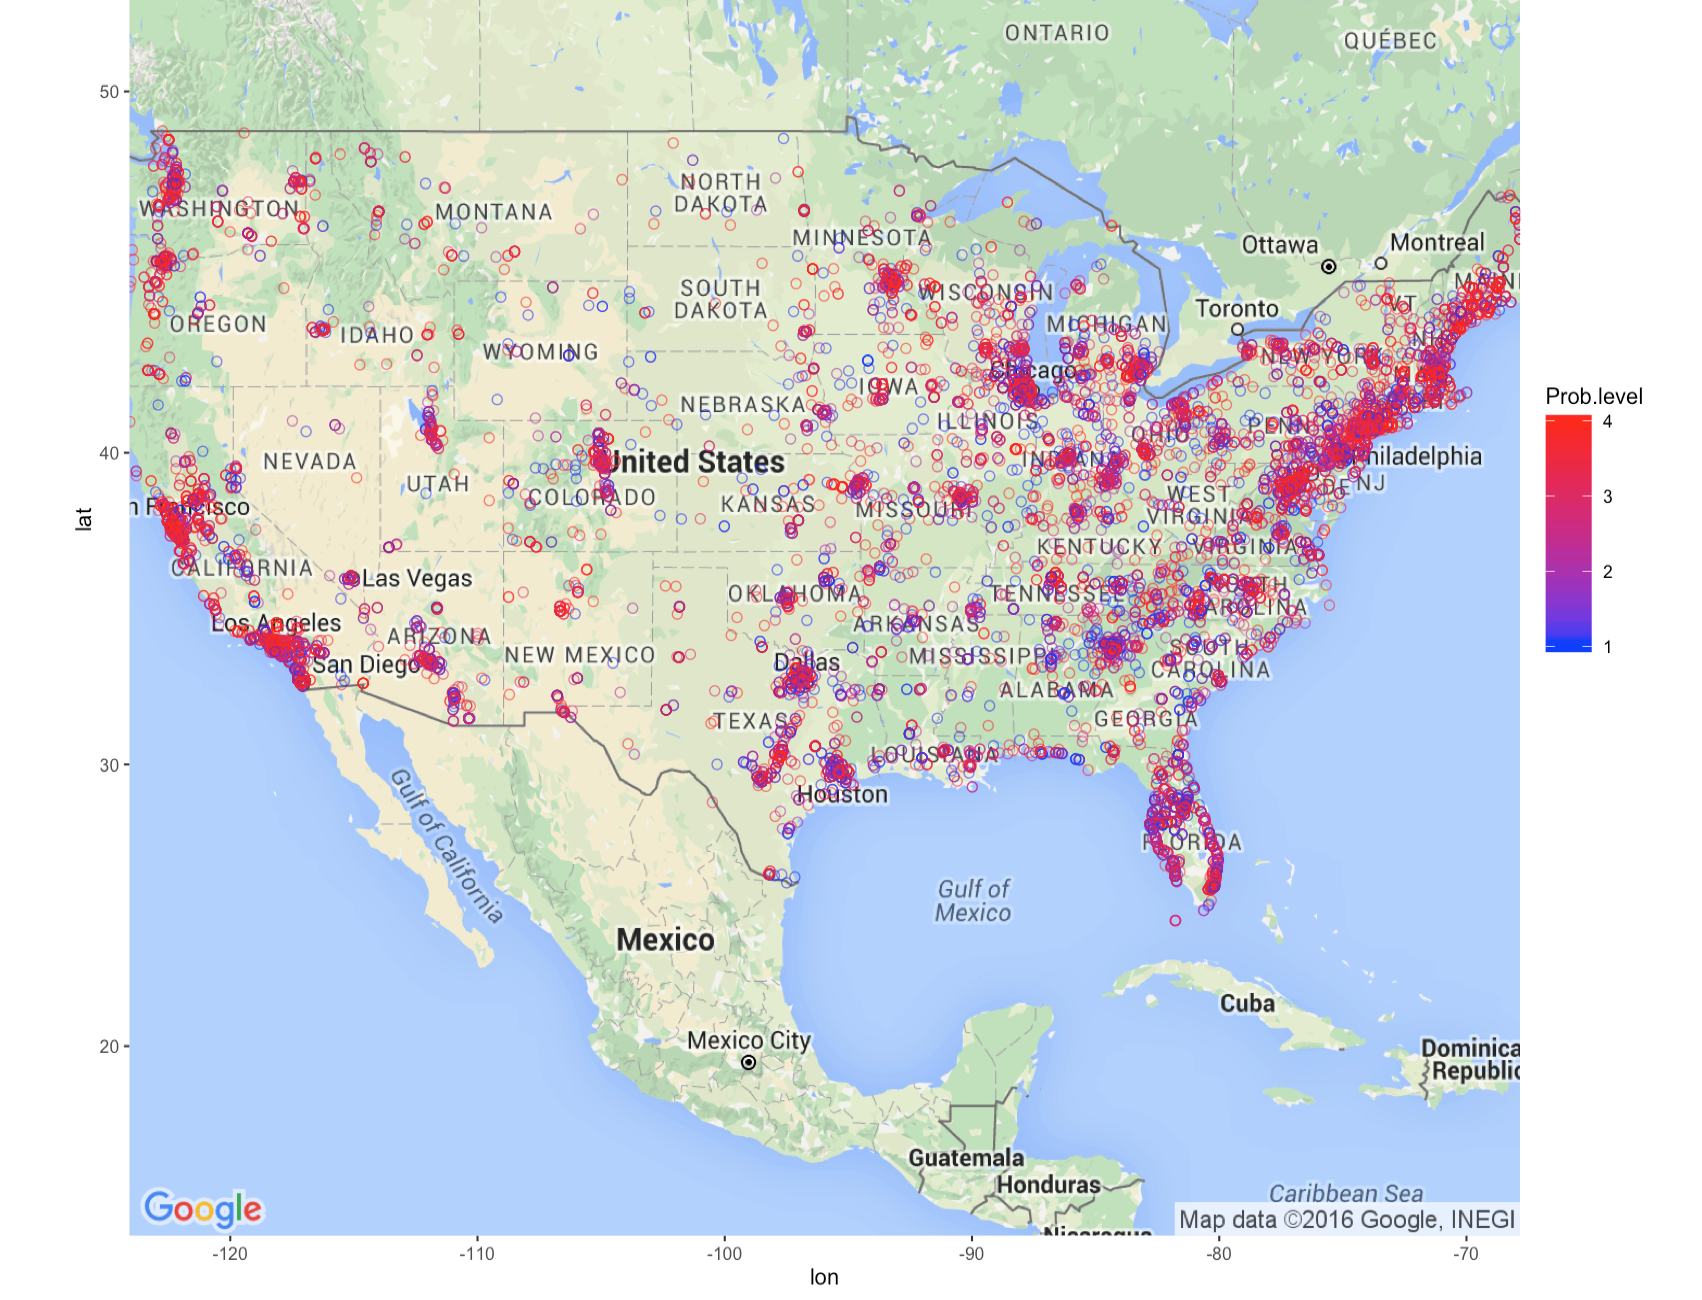 ONTARIO
QUÉBEC
50
NORTH
DAKOTA
WASHINGTON
MONTANA
MINNESOTA
Ottawa
Montreal
SOUTH
DAKOTA
WISCONSIN
MAINE
VT
Toronto
OREGON
IDAHO
MICHIGAN
WYOMING
NEW YORK
Chicago
IOWA
NEBRASKA
ILLINOIS
OHIO
PENN
40
NEVADA
United States
INDIANA
Philadelphia
UTAH
COLORADO
KANSAS
MISSOURI
WEST
VIRGINIA
DE NJ
n Francisco
KENTUCKY
VIRGINIA
CALIFORNIA
Las Vegas
OKLAHOMA
TENNESSEE
NORTH
CAROLINA
Los Angeles
ARIZONA
ARKANSAS
NEW MEXICO
MISSISSIPPI
SOUTH
CAROLINA
San Diego
Dallas
ALABAMA
TEXAS
GEORGIA
LOUISIANA
30
Houston
FLORIDA
Gulf of California
Gulf of
Mexico
Mexico
Cuba
Mexico City
20
Dominica
Republic
Guatemala
Honduras
Caribbean Sea
Nicaragua
Google
Map data ©2016 Google, INEGI
-120
-110
-100
-90
-80
-70
lon
lat
Prob.level
4
3
2
1